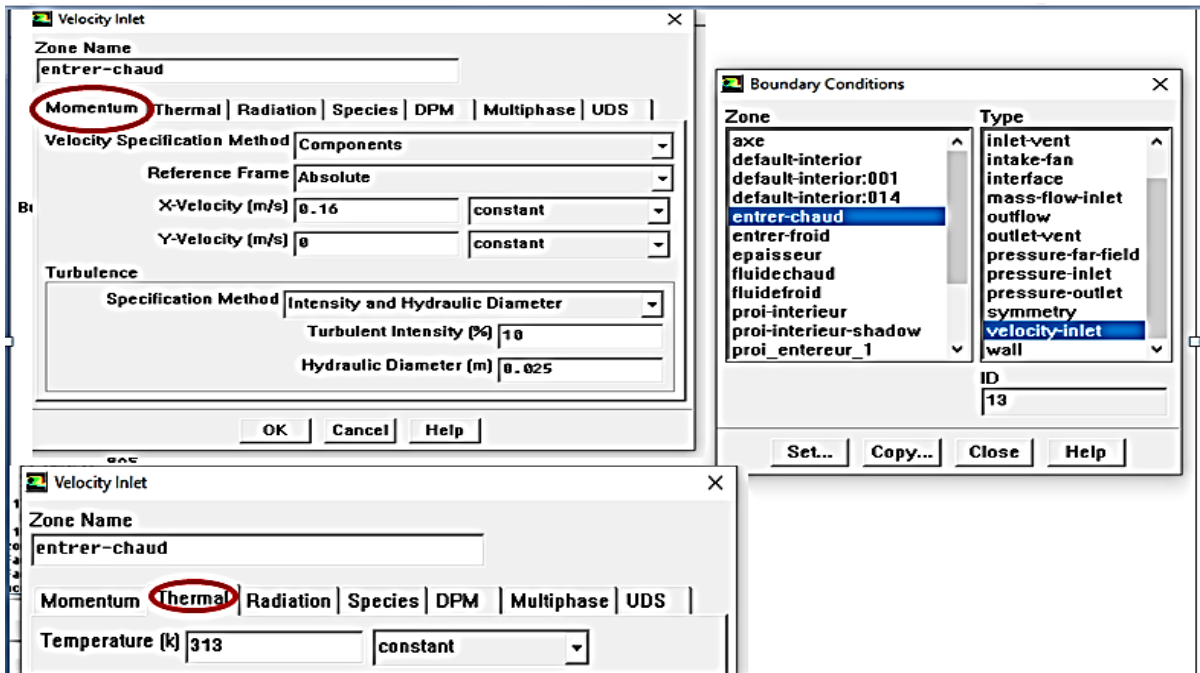 Velocity Inlet
Zone Name
entrer-chaud
Momentum Thermal Radiation Species DPM Multiphase UDS
Velocity Specification Method Components
Reference Frame Absolute
X-Velocity (m/s) 0.16 constant
Y-Velocity (m/s) 0 constant
Turbulence
Specification Method Intensity and Hydraulic Diameter
Turbulent Intensity (%) 10
Hydraulic Diameter (m) 0.025
OK Cancel Help
Boundary Conditions
Zone Type
axe inlet-vent
default-interior intake-fan
default-interior:001 interface
default-interior:014 mass-flow-inlet
entrer-chaud outflow
entrer-froid outlet-vent
epaisseur pressure-far-field
fluidechaud pressure-inlet
fluidefroid pressure-outlet
proi-interieur symmetry
proi-interieur-shadow velocity-inlet
proi_entereur_1 wall
ID
13
Set... Copy... Close Help
Velocity Inlet
Zone Name
entrer-chaud
Momentum Thermal Radiation Species DPM Multiphase UDS
Temperature (k) 313 constant